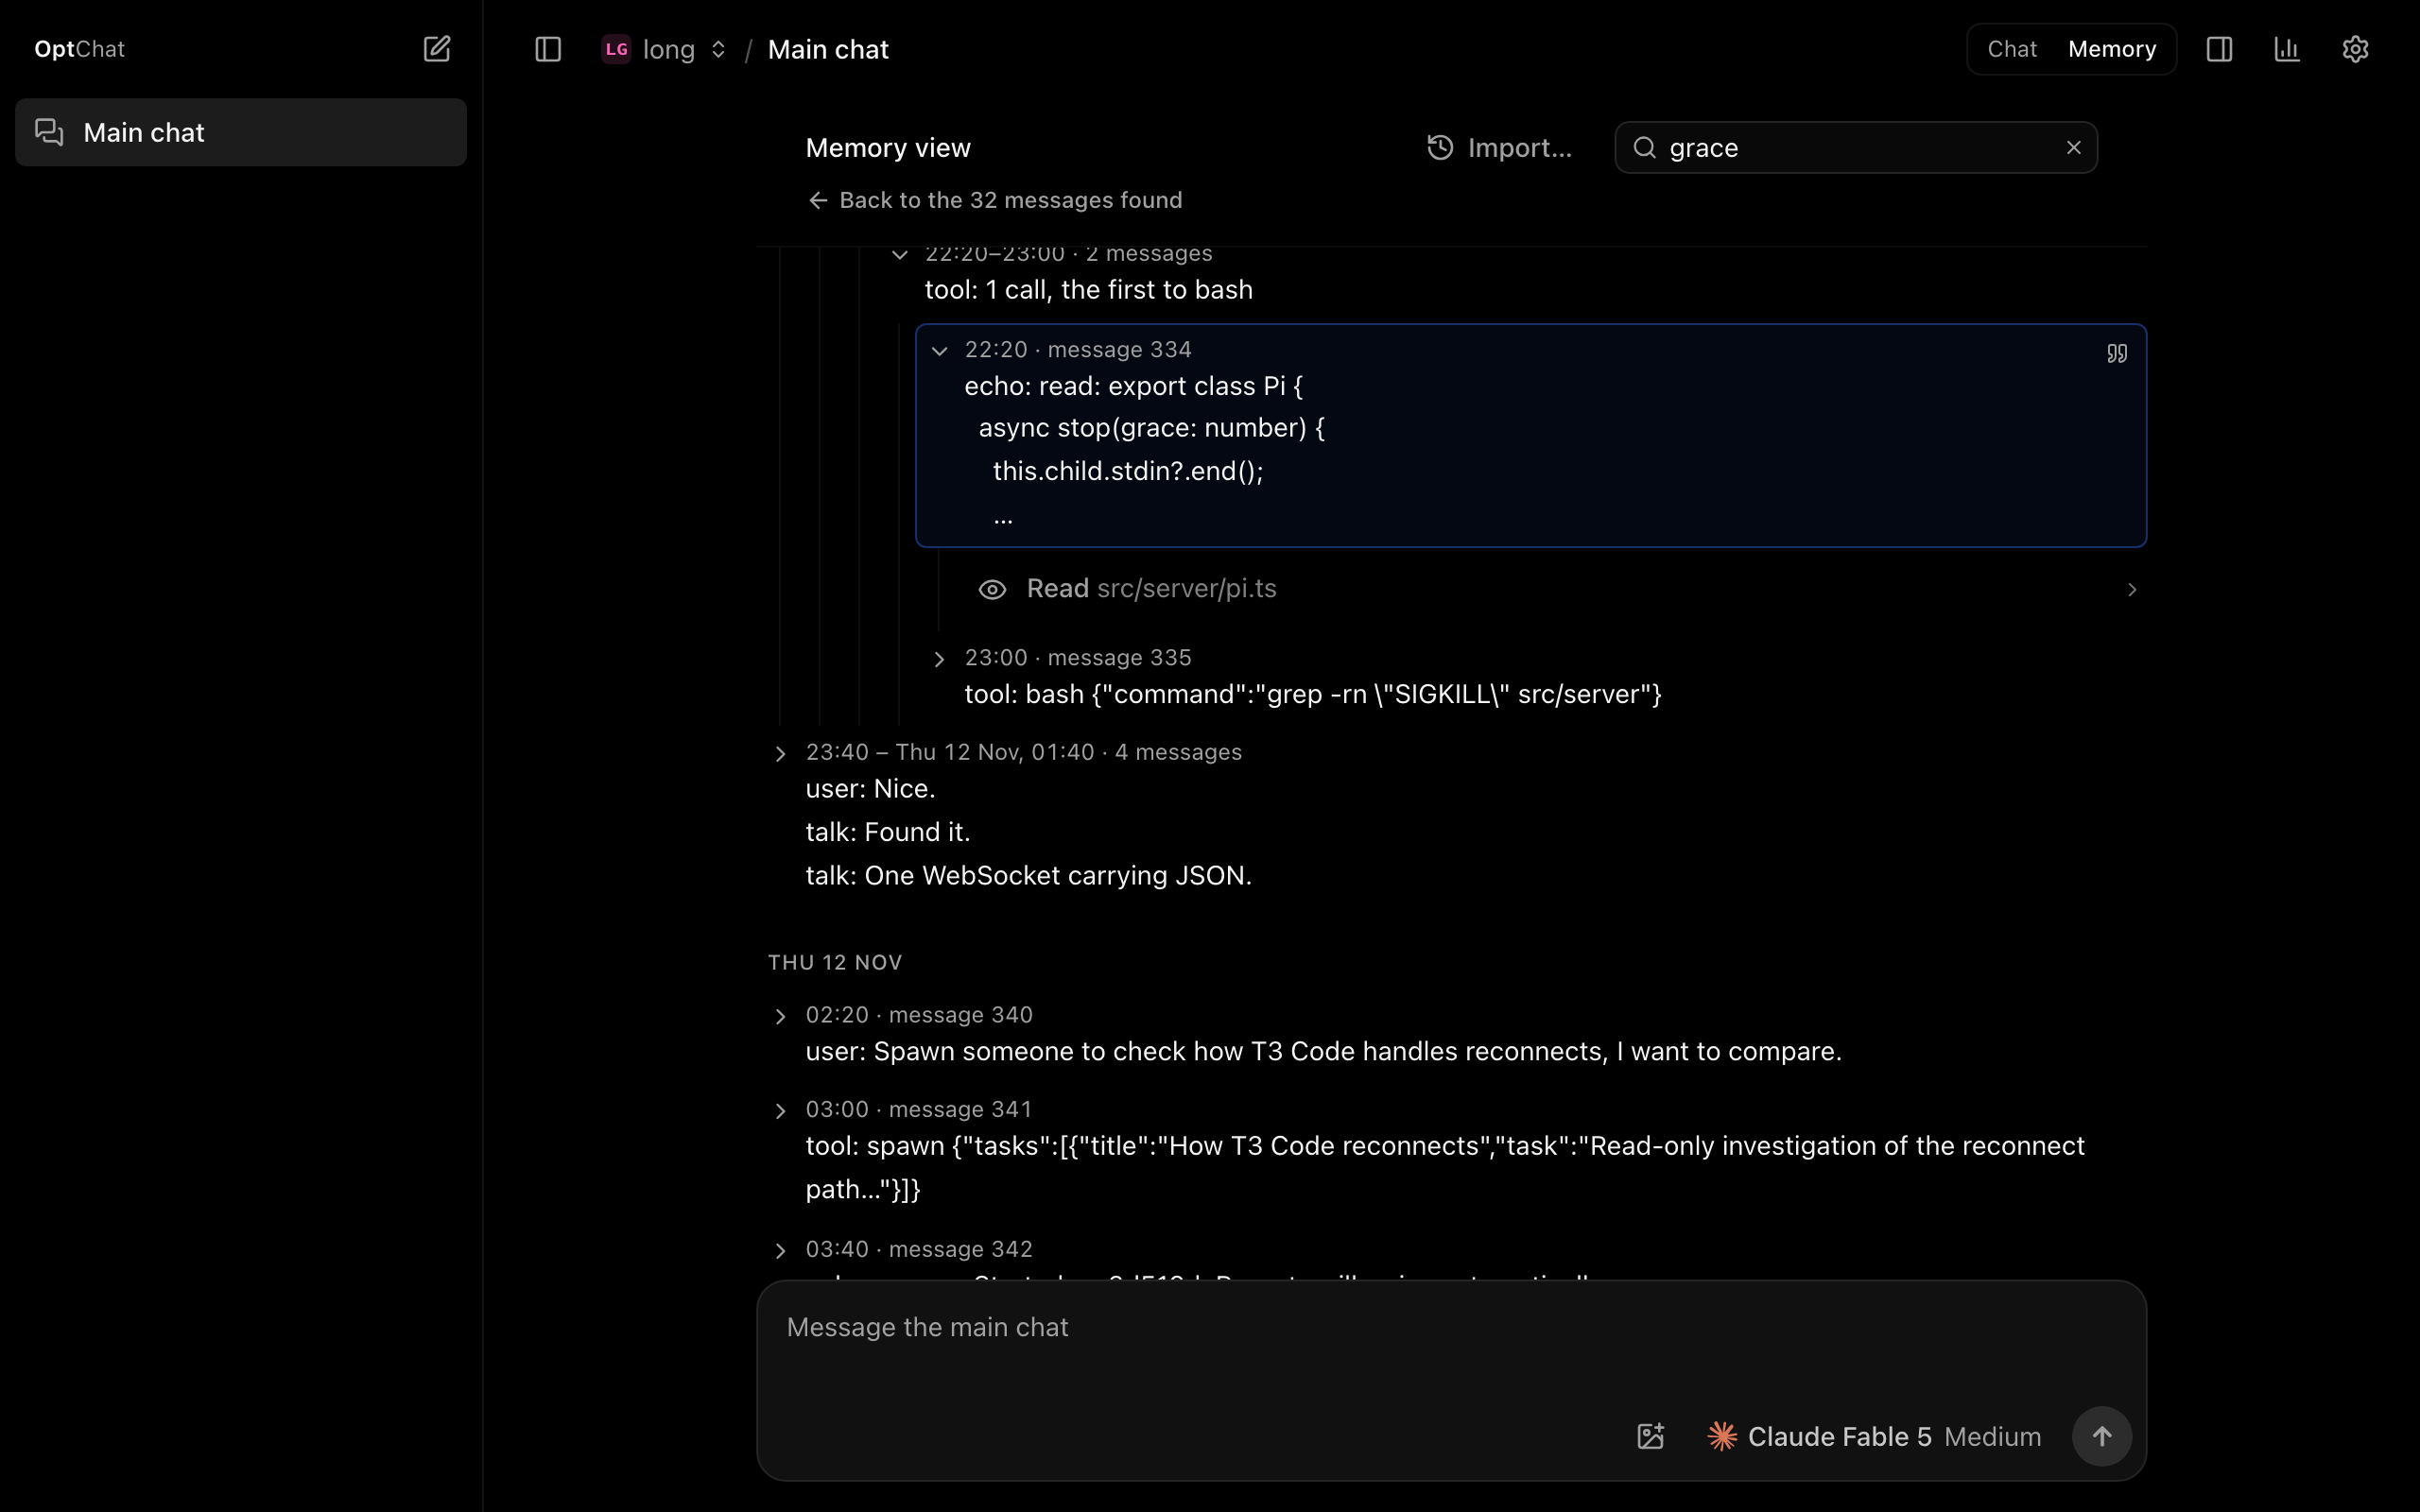 OptChat
LG long / Main chat
Chat Memory
Main chat
Memory view
Import...
grace
Back to the 32 messages found
22:20–23:00 · 2 messages
tool: 1 call, the first to bash
22:20 · message 334
echo: read: export class Pi {
async stop(grace: number) {
this.child.stdin?.end();
...
Read src/server/pi.ts
23:00 · message 335
tool: bash {"command":"grep -rn \"SIGKILL\" src/server"}
23:40 – Thu 12 Nov, 01:40 · 4 messages
user: Nice.
talk: Found it.
talk: One WebSocket carrying JSON.
THU 12 NOV
02:20 · message 340
user: Spawn someone to check how T3 Code handles reconnects, I want to compare.
03:00 · message 341
tool: spawn {"tasks":[{"title":"How T3 Code reconnects","task":"Read-only investigation of the reconnect
path..."}]}
03:40 · message 342
Message the main chat
Claude Fable 5 Medium